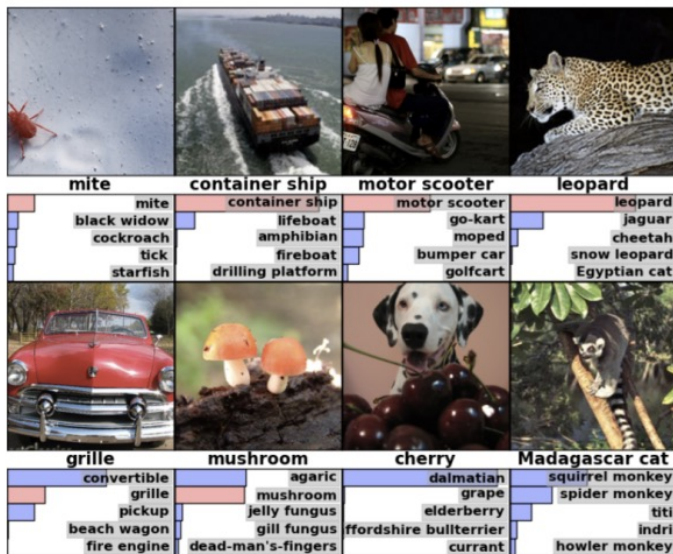 mite
container ship
motor scooter
leopard
mite
black widow
cockroach
tick
starfish
container ship
lifeboat
amphibian
fireboat
drilling platform
motor scooter
go-kart
moped
bumper car
golfcart
leopard
jaguar
cheetah
snow leopard
Egyptian cat
grille
mushroom
cherry
Madagascar cat
convertible
grille
pickup
beach wagon
fire engine
agaric
mushroom
jelly fungus
gill fungus
dead-man's-fingers
dalmatian
grape
elderberry
ffordshire bullterrier
currant
squirrel monkey
spider monkey
titi
indri
howler monkey